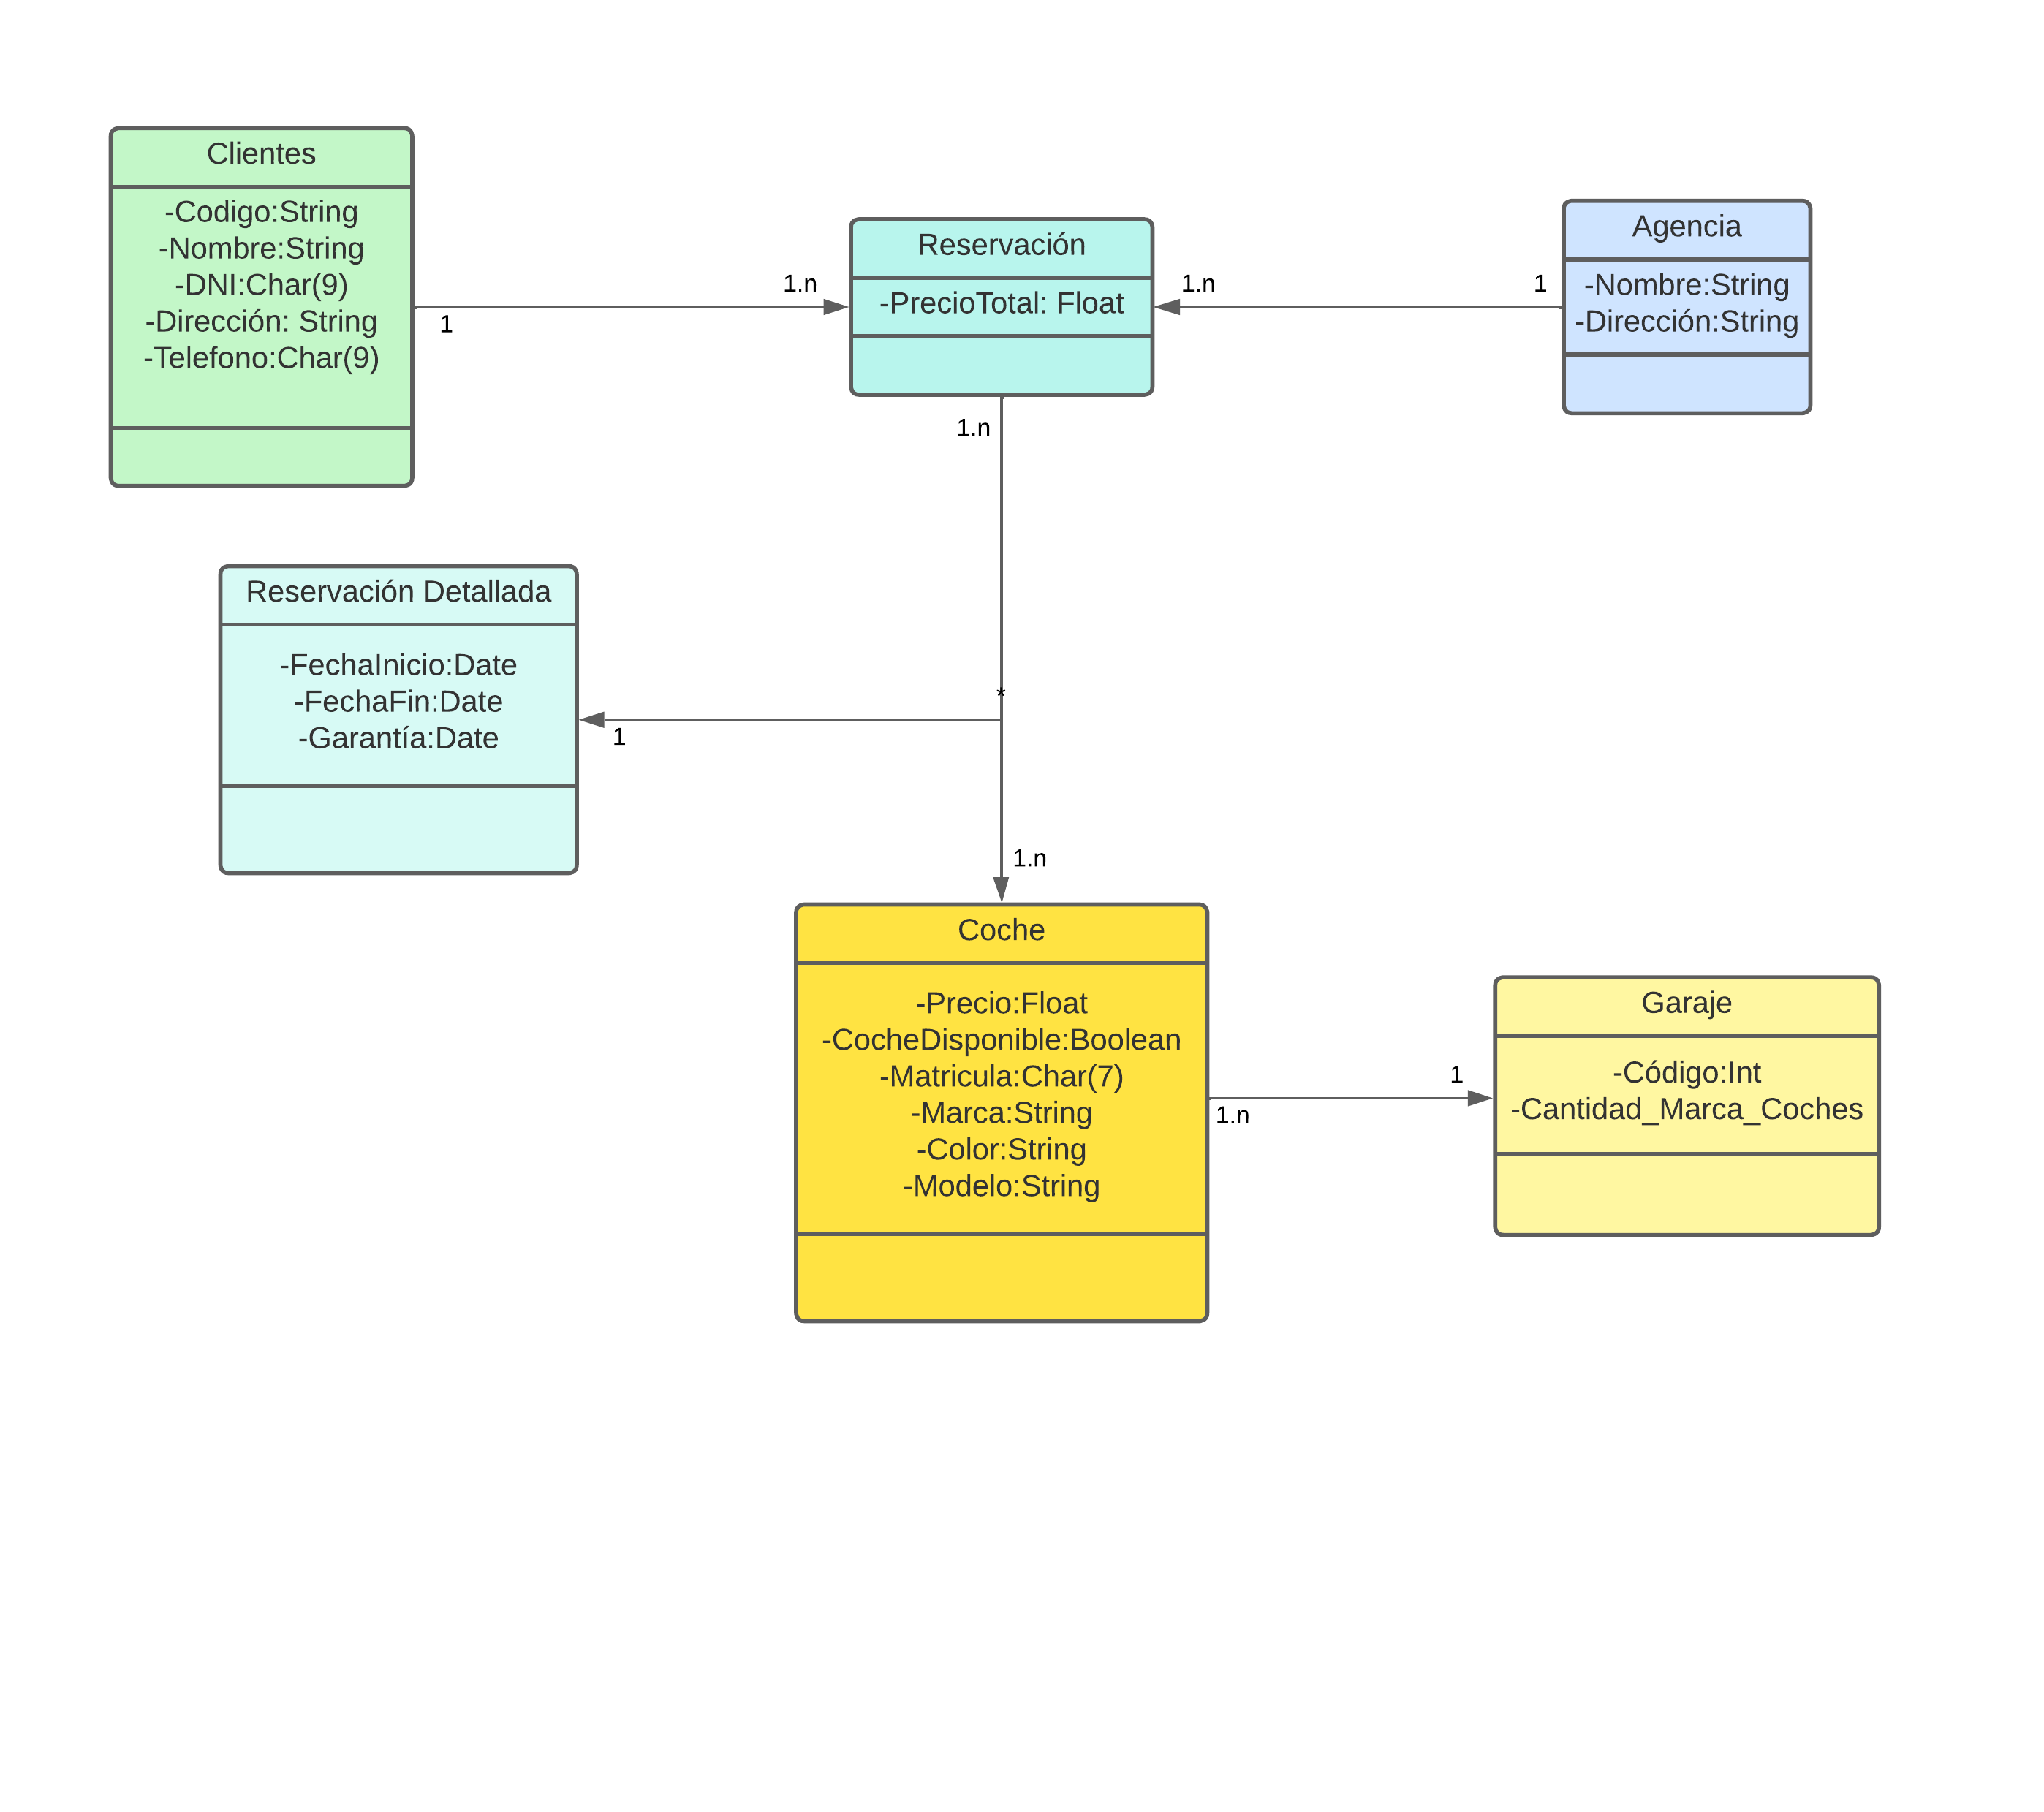 Clientes
-Codigo:String
-Nombre:String
-DNI:Char(9)
-Dirección: String
-Telefono:Char(9)
1
1.n
Reservación
-PrecioTotal: Float
1.n
1
Agencia
-Nombre:String
-Dirección:String
1.n
Reservación Detallada
-FechaInicio:Date
-FechaFin:Date
-Garantía:Date
*
1
1.n
Coche
-Precio:Float
-CocheDisponible:Boolean
-Matricula:Char(7)
-Marca:String
-Color:String
-Modelo:String
1.n
1
Garaje
-Código:Int
-Cantidad_Marca_Coches